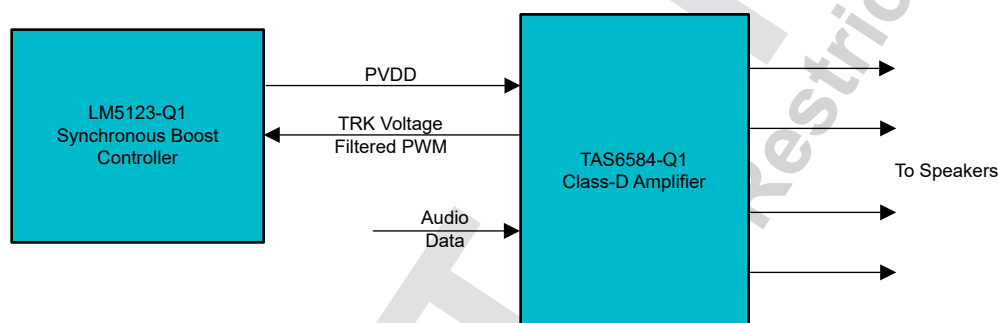 LM5123-Q1
Synchronous Boost
Controller
PVDD
TRK Voltage
Filtered PWM
Audio
Data
TAS6584-Q1
Class-D Amplifier
To Speakers